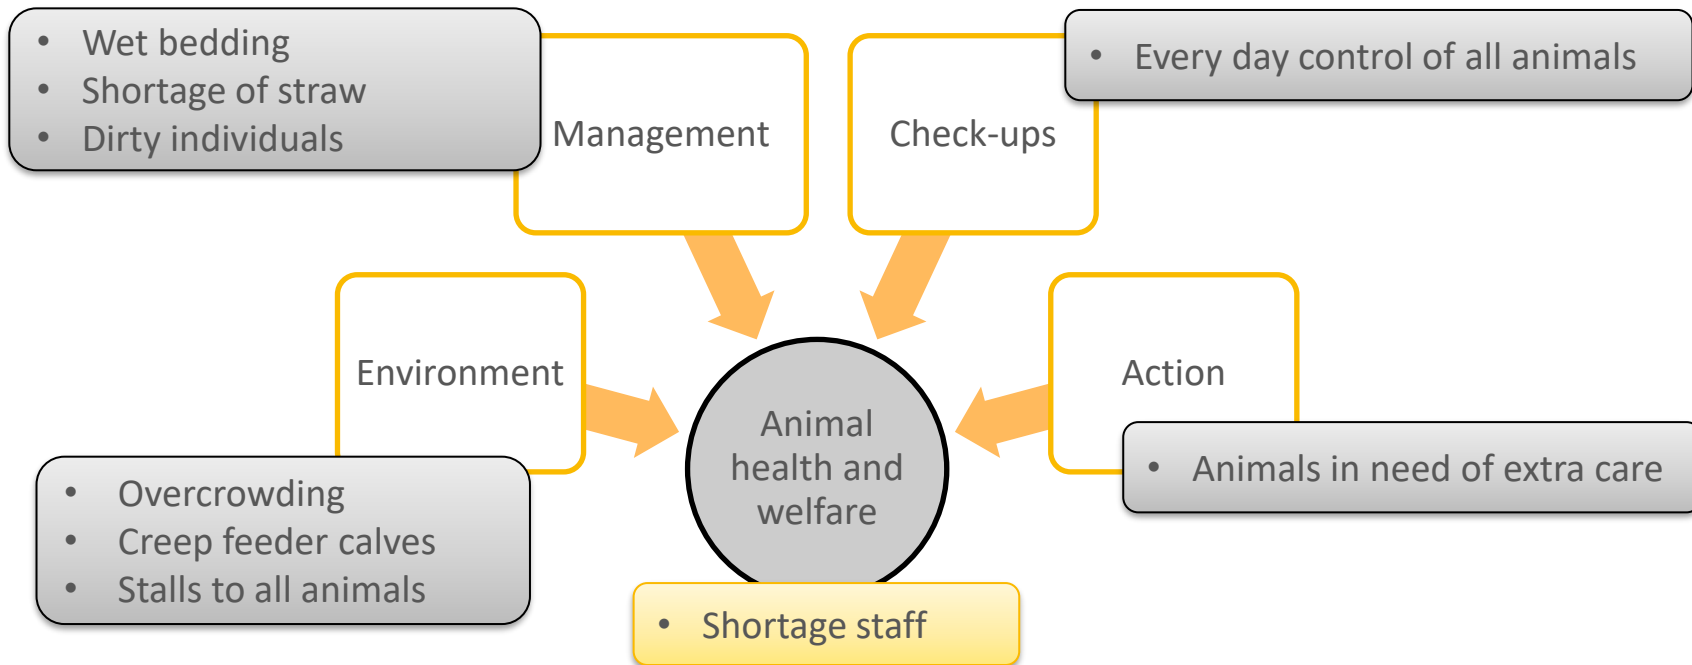 • Wet bedding
• Shortage of straw
• Dirty individuals
Management
Check-ups
• Every day control of all animals
Environment
• Overcrowding
• Creep feeder calves
• Stalls to all animals
Action
• Animals in need of extra care
Animal
health and
welfare
• Shortage staff